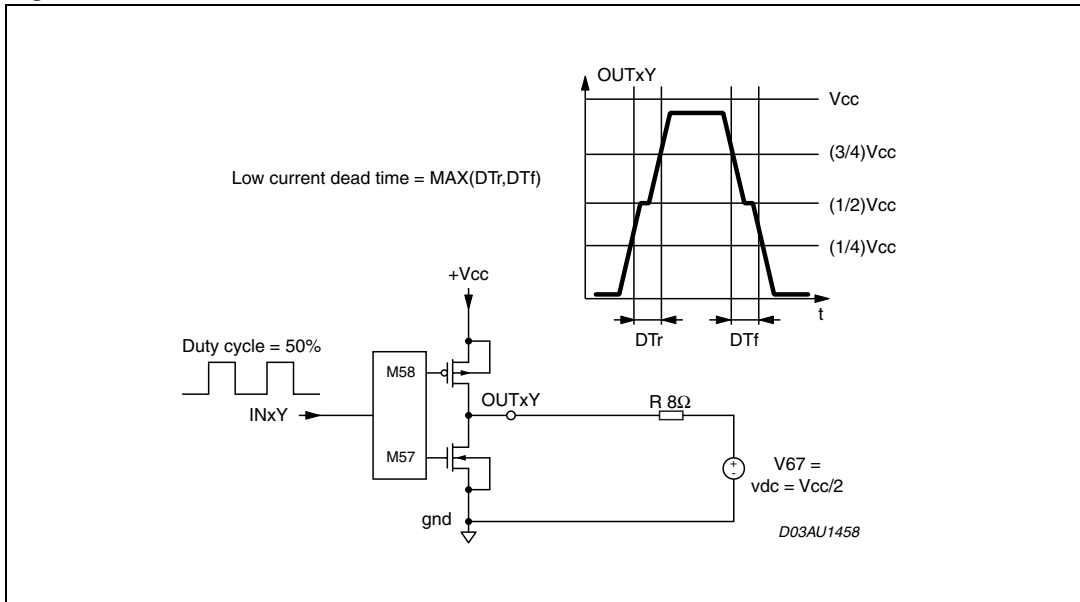 OUTxY
Vcc
(3/4)Vcc
Low current dead time = MAX(DTr,DTf)
(1/2)Vcc
(1/4)Vcc
+Vcc
t
DTr
DTf
Duty cycle = 50%
M58
OUTxY
R 8Ω
INxY
M57
+
-
V67 =
vdc = Vcc/2
gnd
D03AU1458